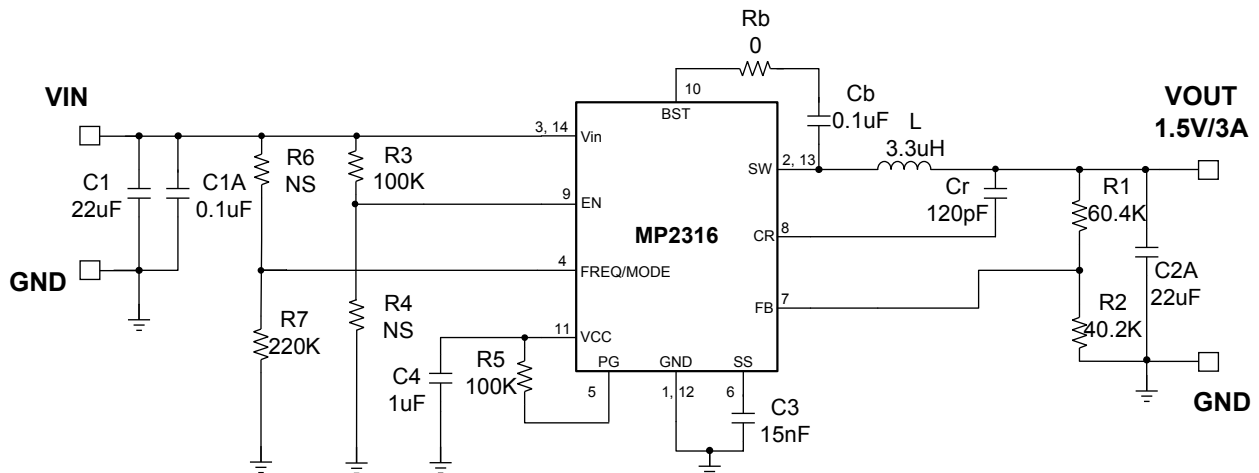 Rb
0
10
BST
Cb
0.1uF
VIN
VOUT
1.5V/3A
3, 14
Vin
L
3.3uH
R6
NS
R3
100K
SW
2, 13
C1
22uF
C1A
0.1uF
Cr
120pF
R1
60.4K
9
EN
MP2316
CR
8
GND
4
FREQ/MODE
C2A
22uF
R4
NS
FB
7
R2
40.2K
R7
220K
11
VCC
R5
100K
PG
GND
SS
C4
1uF
5
1, 12
6
C3
15nF
GND